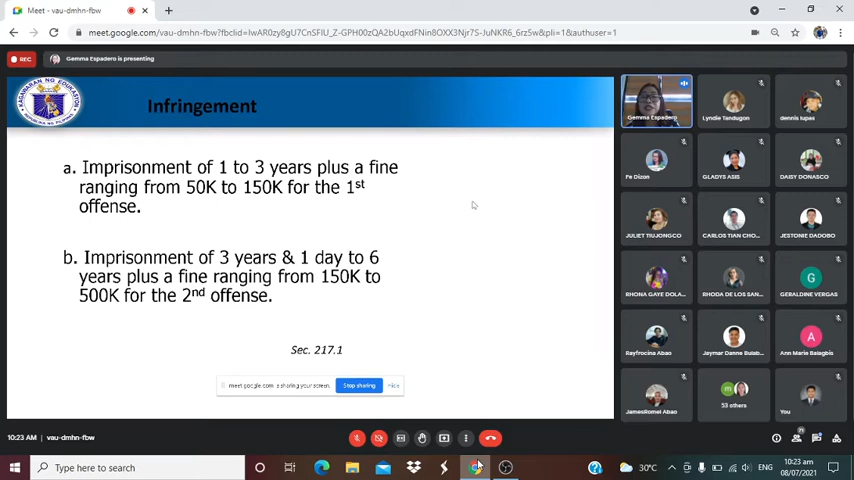 Meet - vau-dmhn-fbw
meet.google.com/vau-dmhn-fbw?fbclid=IwAR0zy8gU7CnSFIU_Z-GPH00zQA2bUqxdFNin8OXX3Njr7S-JuNKR6_6rz5w&pli=1&authuser=1
REC
Gemma Espadero is presenting
Infringement
a. Imprisonment of 1 to 3 years plus a fine
ranging from 50K to 150K for the 1st
offense.
b. Imprisonment of 3 years & 1 day to 6
years plus a fine ranging from 150K to
500K for the 2nd offense.
Sec. 217.1
meet.google.com is sharing your screen.
Stop sharing
Hide
Gemma Espadero
Lyndie Tandugon
dennis lupas
Fe Dizon
GLADYS ASIS
DAISY DONASCO
JULIET TIUJONGCO
CARLOS TIAN CHO...
JESTONIE DADOBO
RHONA GAYE DOLA...
RHODA DE LOS SAN...
G
GERALDINE VERGAS
Rayfrocina Abao
Jaymar Danne Bulab...
A
Ann Marie Balagbis
JamesRomel Abao
m
53 others
You
10:23 AM
vau-dmhn-fbw
Type here to search
30°C
ENG
10:23 am
08/07/2021